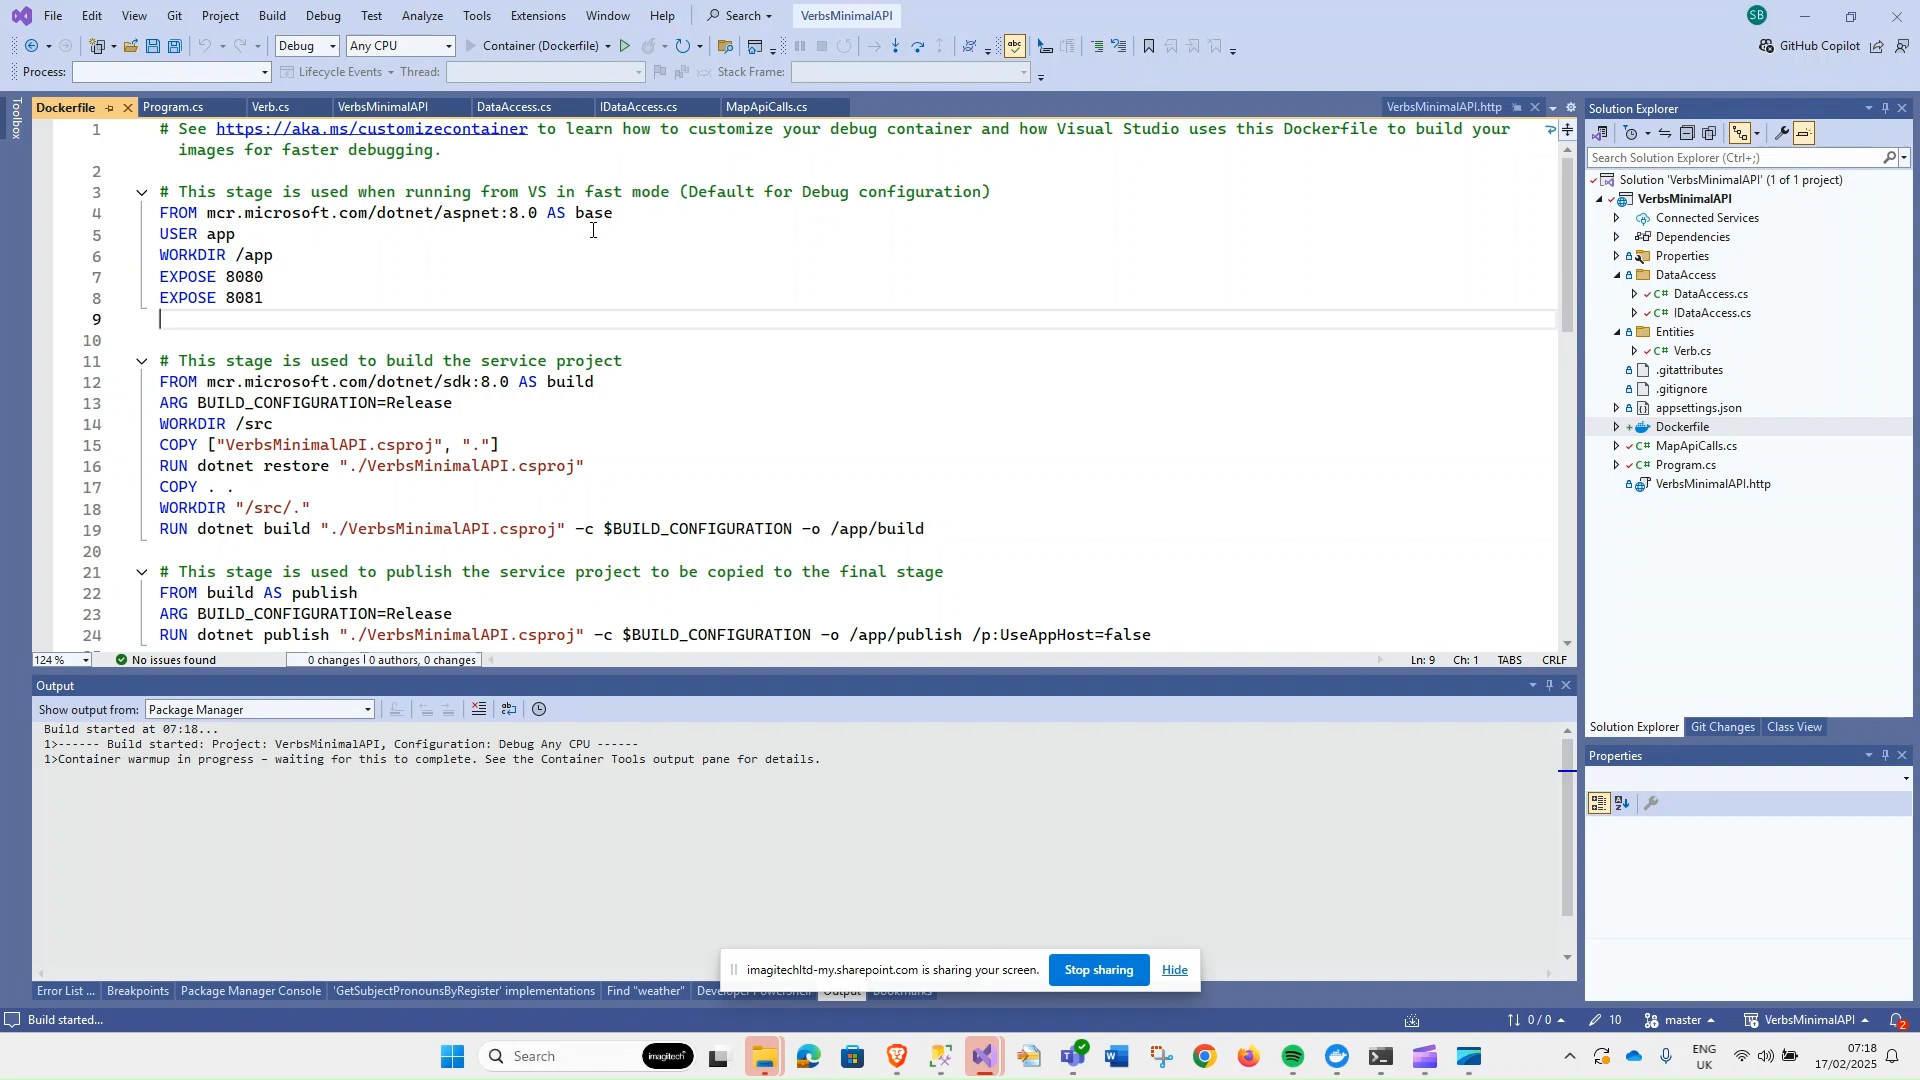 File Edit View Git Project Build Debug Test Analyze Tools Extensions Window Help Search VerbsMinimalAPI SB
Debug Any CPU Container (Dockerfile) GitHub Copilot
Process: Lifecycle Events Thread: Stack Frame:
Toolbox
Dockerfile Program.cs Verb.cs VerbsMinimalAPI DataAccess.cs IDataAccess.cs MapApiCalls.cs VerbsMinimalAPI.http
1 # See https://aka.ms/customizecontainer to learn how to customize your debug container and how Visual Studio uses this Dockerfile to build your
images for faster debugging.
2
3 # This stage is used when running from VS in fast mode (Default for Debug configuration)
4 FROM mcr.microsoft.com/dotnet/aspnet:8.0 AS base
5 USER app
6 WORKDIR /app
7 EXPOSE 8080
8 EXPOSE 8081
9
10
11 # This stage is used to build the service project
12 FROM mcr.microsoft.com/dotnet/sdk:8.0 AS build
13 ARG BUILD_CONFIGURATION=Release
14 WORKDIR /src
15 COPY ["VerbsMinimalAPI.csproj", "."]
16 RUN dotnet restore "./VerbsMinimalAPI.csproj"
17 COPY . .
18 WORKDIR "/src/."
19 RUN dotnet build "./VerbsMinimalAPI.csproj" -c $BUILD_CONFIGURATION -o /app/build
20
21 # This stage is used to publish the service project to be copied to the final stage
22 FROM build AS publish
23 ARG BUILD_CONFIGURATION=Release
24 RUN dotnet publish "./VerbsMinimalAPI.csproj" -c $BUILD_CONFIGURATION -o /app/publish /p:UseAppHost=false
124 % No issues found 0 changes | 0 authors, 0 changes Ln: 9 Ch: 1 TABS CRLF
Output
Show output from: Package Manager
Build started at 07:18...
1>------ Build started: Project: VerbsMinimalAPI, Configuration: Debug Any CPU ------
1>Container warmup in progress - waiting for this to complete. See the Container Tools output pane for details.
Solution Explorer
Search Solution Explorer (Ctrl+;)
Solution 'VerbsMinimalAPI' (1 of 1 project)
VerbsMinimalAPI
Connected Services
Dependencies
Properties
DataAccess
C# DataAccess.cs
C# IDataAccess.cs
Entities
C# Verb.cs
.gitattributes
.gitignore
appsettings.json
Dockerfile
C# MapApiCalls.cs
C# Program.cs
VerbsMinimalAPI.http
Solution Explorer Git Changes Class View
Properties
imagitechltd-my.sharepoint.com is sharing your screen. Stop sharing Hide
Error List ... Breakpoints Package Manager Console 'GetSubjectPronounsByRegister' implementations Find "weather" Developer PowerShell Output Bookmarks
Build started... 0 / 0 10 master VerbsMinimalAPI 2
Search imagitech ENG
UK
07:18
17/02/2025